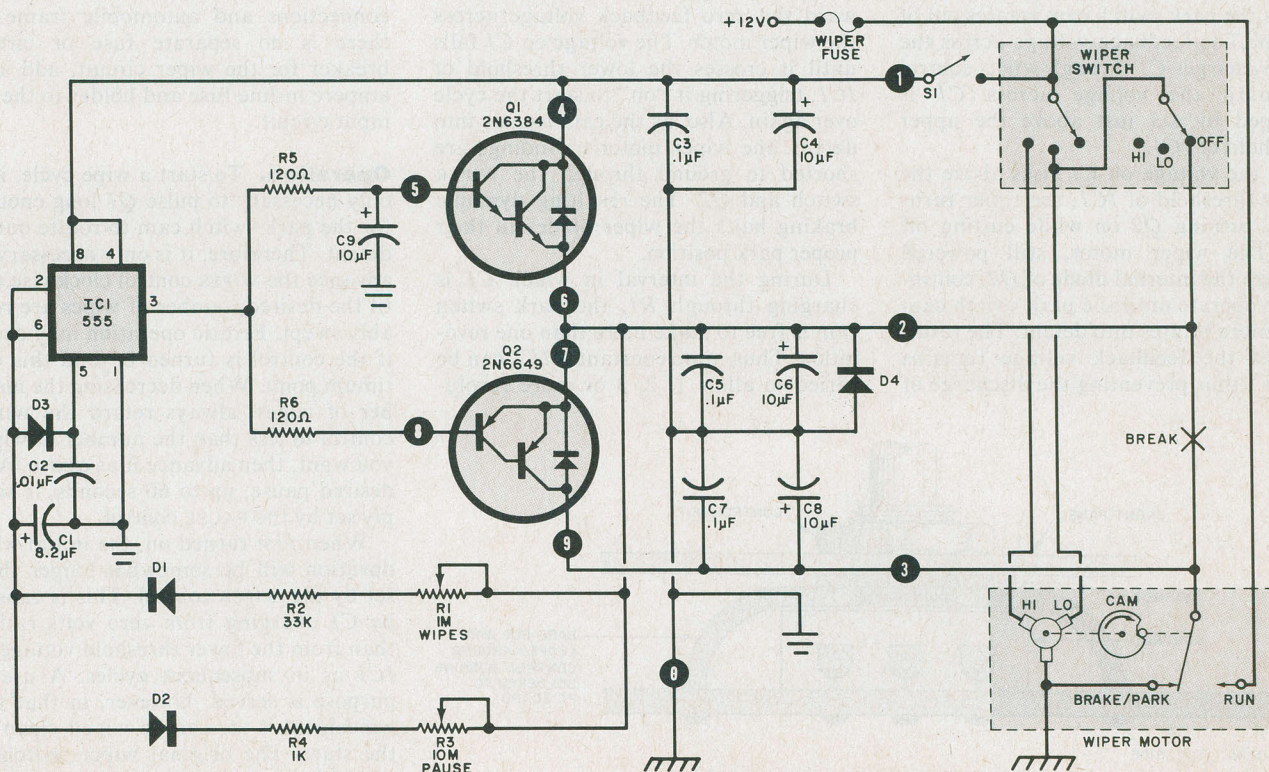 +12V
WIPER
FUSE
1
S1
WIPER
SWITCH
HI
LO
OFF
4
Q1
2N6384
C3
.1µF
+
C4
10µF
R5
120Ω
5
+
C9
10µF
8
4
2
6
IC1
555
3
5
1
6
2
7
Q2
2N6649
C5
.1µF
+
C6
10µF
D4
R6
120Ω
8
D3
C2
.01µF
+
C1
8.2µF
BREAK
C7
.1µF
+
C8
10µF
9
3
D1
R2
33K
R1
1M
WIPES
0
D2
R4
1K
R3
10M
PAUSE
HI
LO
CAM
BRAKE/PARK
RUN
WIPER MOTOR